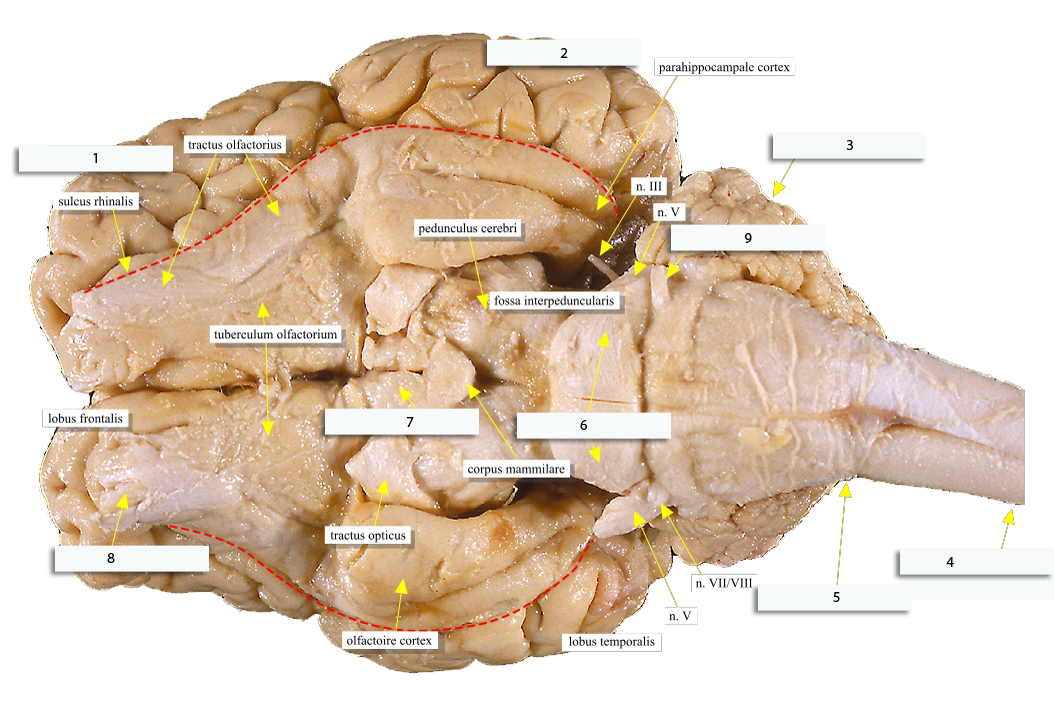 2
parahippocampale cortex
tractus olfactorius
3
1
n. III
sulcus rhinalis
n. V
pedunculus cerebri
9
fossa interpeduncularis
tuberculum olfactorium
lobus frontalis
7
6
corpus mammilare
tractus opticus
8
4
n. VII/VIII
5
n. V
olfactoire cortex
lobus temporalis